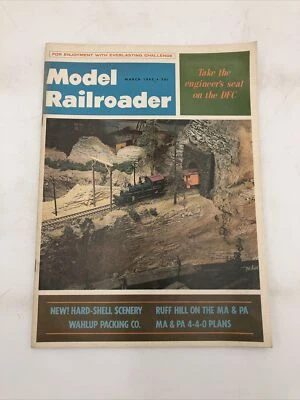 FOR ENJOYMENT WITH EVERLASTING CHALLENGE
Model
Railroader
MARCH
Take the
engineer's seat
on the DFC
NEW! HARD-SHELL SCENERY
WAHLUP PACKING CO.
RUFF HILL ON THE MA & PA
MA & PA 4-4-0 PLANS